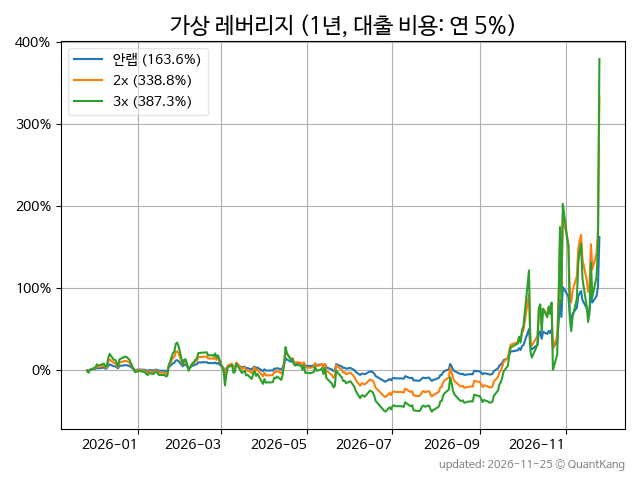 가상 레버리지 (1년, 대출 비용: 연 5%)
400%
300%
200%
100%
0%
안랩 (163.6%)
2x (338.8%)
3x (387.3%)
2026-01 2026-03 2026-05 2026-07 2026-09 2026-11
updated: 2026-11-25 © QuantKang